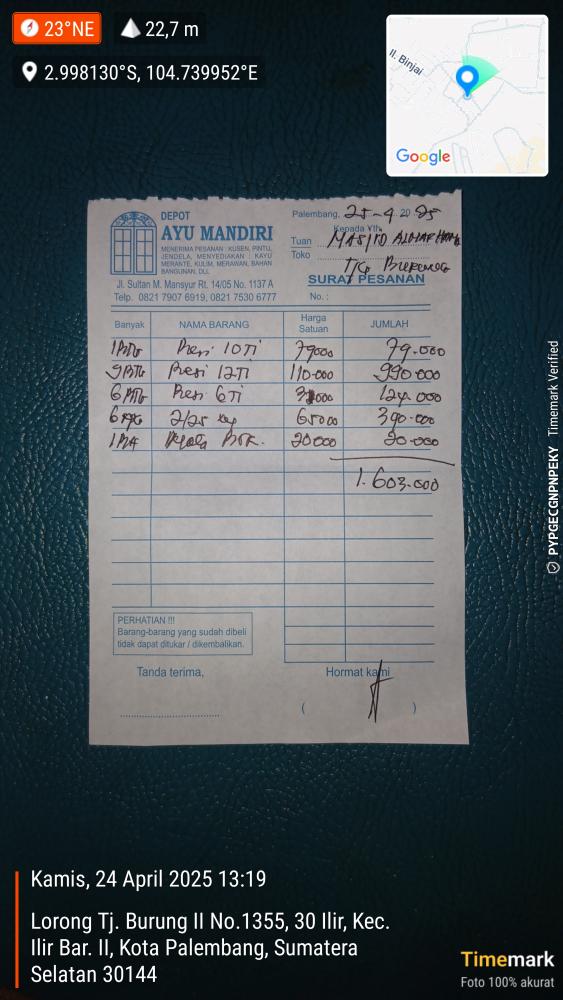 23°NE
22,7 m
2.998130°S, 104.739952°E
Il. Binjai
Google
DEPOT
AYU MANDIRI
MENERIMA PESANAN : KUSEN, PINTU,
JENDELA, MENYEDIAKAN : KAYU
MERANTE, KULIM, MERAWAN, BAHAN
BANGUNAN, DLL.
Jl. Sultan M. Mansyur Rt. 14/05 No. 1137 A
Telp. 0821 7907 6919, 0821 7530 6777
Palembang, 25-4 2025
Kepada Yth.
Tuan MASJID
Toko
SURAT PESANAN
No. :
Banyak NAMA BARANG Harga Satuan JUMLAH
1 Btg Besi 10 Ti 79000 79.000
9 Btg Besi 12 Ti 110.000 990.000
Besi 6 Ti 124.000
6 kg 2/25 kg 65000 390.000
20000 20.000
1.603.000
PERHATIAN !!!
Barang-barang yang sudah dibeli
tidak dapat ditukar / dikembalikan.
Tanda terima,
Hormat kami
( )
PYPGECGNPNPEKY Timemark Verified
Kamis, 24 April 2025 13:19
Lorong Tj. Burung II No.1355, 30 Ilir, Kec.
Ilir Bar. II, Kota Palembang, Sumatera
Selatan 30144
Timemark
Foto 100% akurat